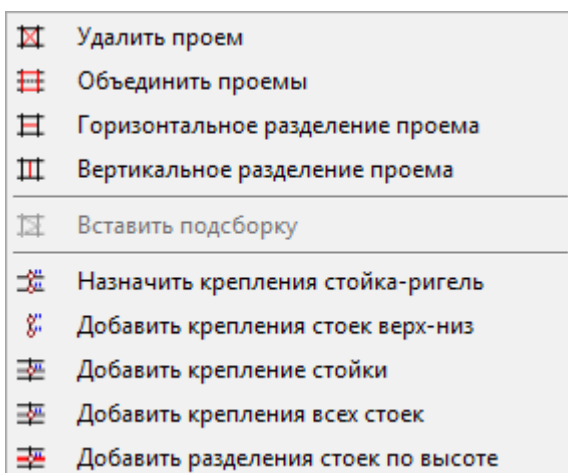 Удалить проем
Объединить проемы
Горизонтальное разделение проема
Вертикальное разделение проема
Вставить подсборку
Назначить крепления стойка-ригель
Добавить крепления стоек верх-низ
Добавить крепление стойки
Добавить крепления всех стоек
Добавить разделения стоек по высоте